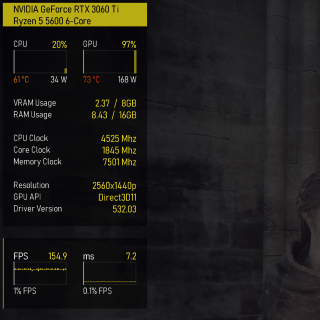 NVIDIA GeForce RTX 3060 Ti
Ryzen 5 5600 6-Core
CPU 20% GPU 97%
61 °C 34 W 73 °C 168 W
VRAM Usage 2.37 / 8GB
RAM Usage 8.43 / 16GB
CPU Clock 4525 Mhz
Core Clock 1845 Mhz
Memory Clock 7501 Mhz
Resolution 2560x1440p
GPU API Direct3D11
Driver Version 532.03
FPS 154.9 ms 7.2
1% FPS 0.1% FPS